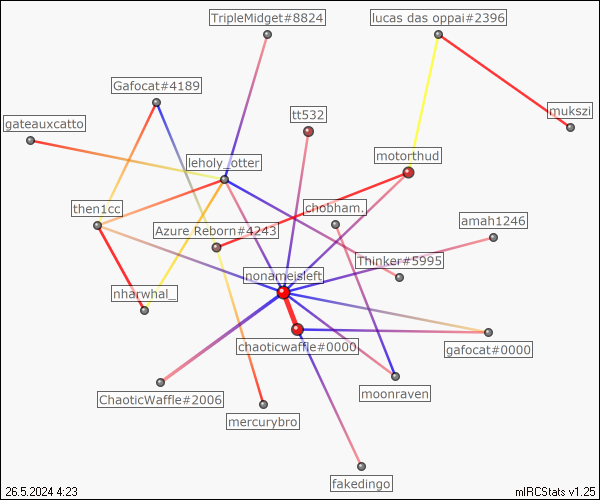 TripleMidget#8824
lucas das oppai#2396
Gafocat#4189
mukszi
tt532
gateauxcatto
motorthud
leholy_otter
then1cc
chobham.
amah1246
Azure_Reborn#4243
Thinker#5995
nonameisleft
nharwhal_
chaoticwaffle#0000
gafocat#0000
ChaoticWaffle#2006
moonraven
mercurybro
fakedingo
26.5.2024 4:23
mIRCStats v1.25